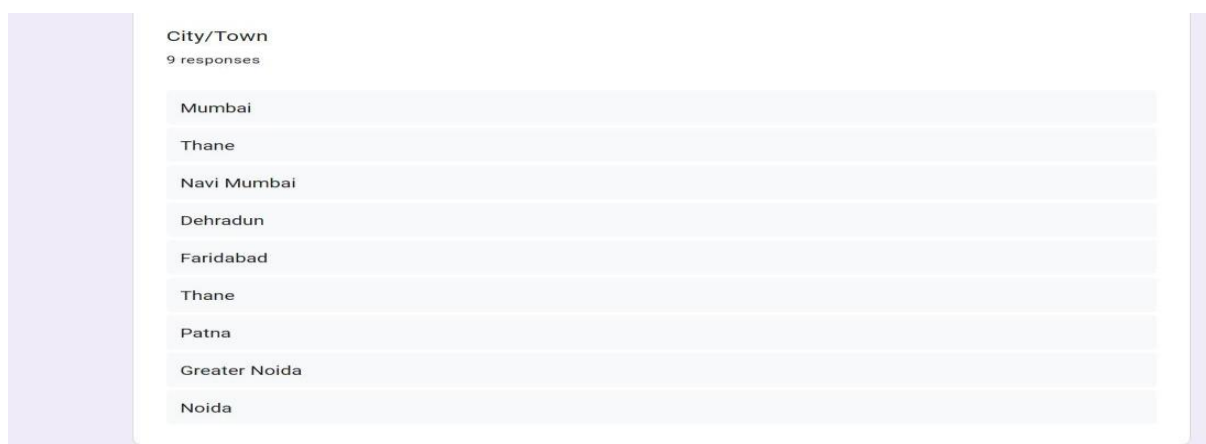 City/Town
9 responses
Mumbai
Thane
Navi Mumbai
Dehradun
Faridabad
Thane
Patna
Greater Noida
Noida